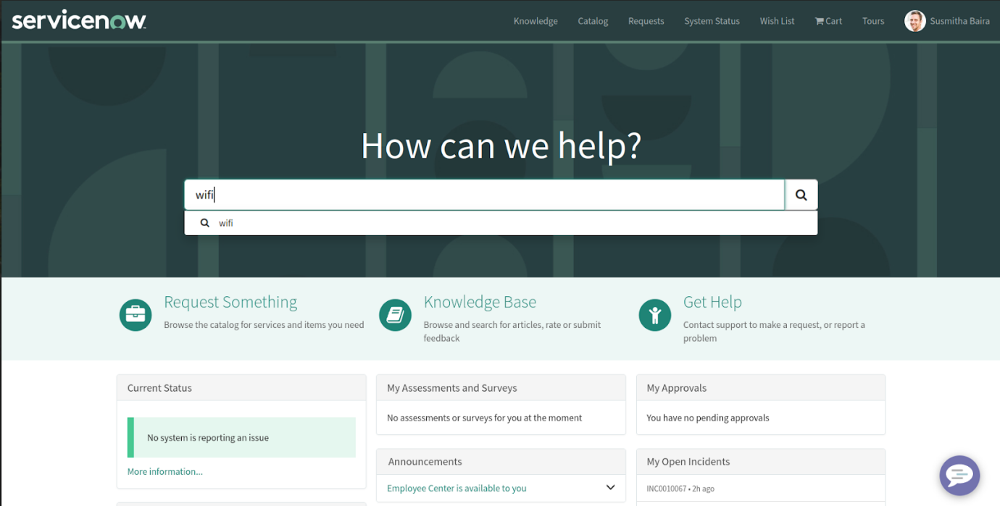 servicenow
Knowledge
Catalog
Requests
System Status
Wish List
Cart
Tours
Susmitha Baira
How can we help?
wifi
wifi
Request Something
Browse the catalog for services and items you need
Knowledge Base
Browse and search for articles, rate or submit
feedback
Get Help
Contact support to make a request, or report a
problem
Current Status
No system is reporting an issue
More information...
My Assessments and Surveys
No assessments or surveys for you at the moment
Announcements
Employee Center is available to you
My Approvals
You have no pending approvals
My Open Incidents
INC0010067 • 2h ago